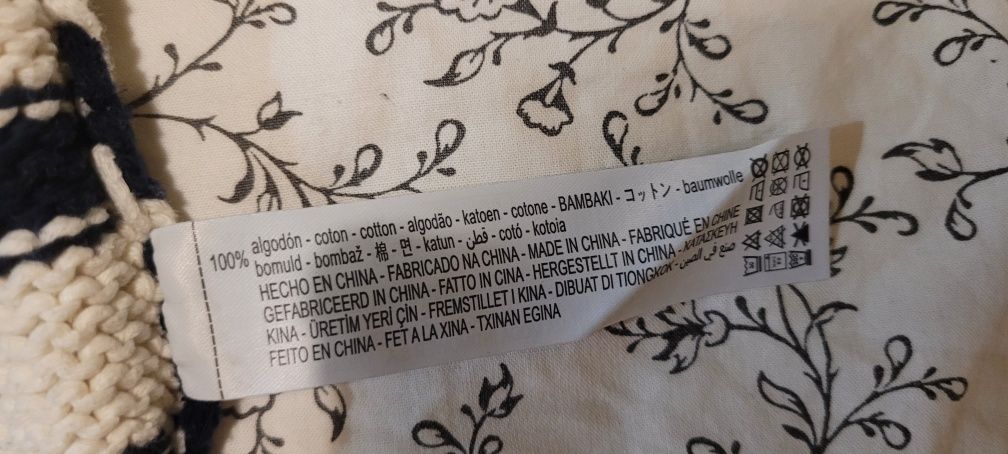 100% algodón - coton - cotton - algodão - katoen - cotone - BAMBAKI - コットン - baumwolle
bomuld - bombaž - 棉 - 면 - katun - قطن - cotó - kotoia
HECHO EN CHINA - FABRICADO NA CHINA - MADE IN CHINA - FABRIQUÉ EN CHINE
GEFABRICEERD IN CHINA - FATTO IN CINA - HERGESTELLT IN CHINA - ΚΑΤΑΣΚΕΥΗ
KINA - ÜRETİM YERİ ÇİN - FREMSTILLET I KINA - DIBUAT DI TIONGKOK - صنع في الصين
FEITO EN CHINA - FET A LA XINA - TXINAN EGINA